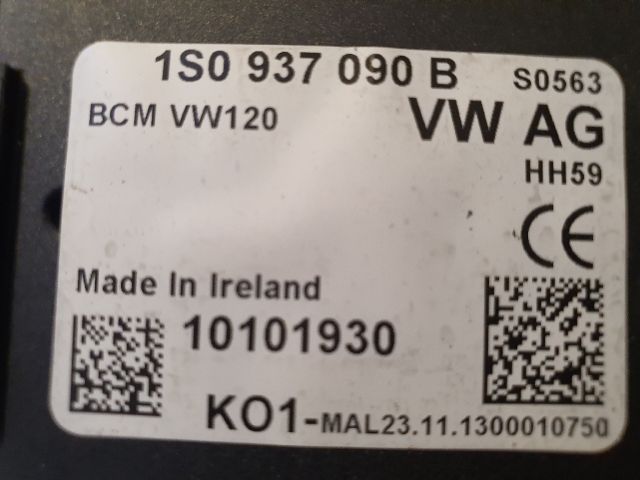 1S0 937 090 B S0563
BCM VW120 VW AG
HH59
CE
Made In Ireland
10101930
KO1-MAL23.11.1300010750